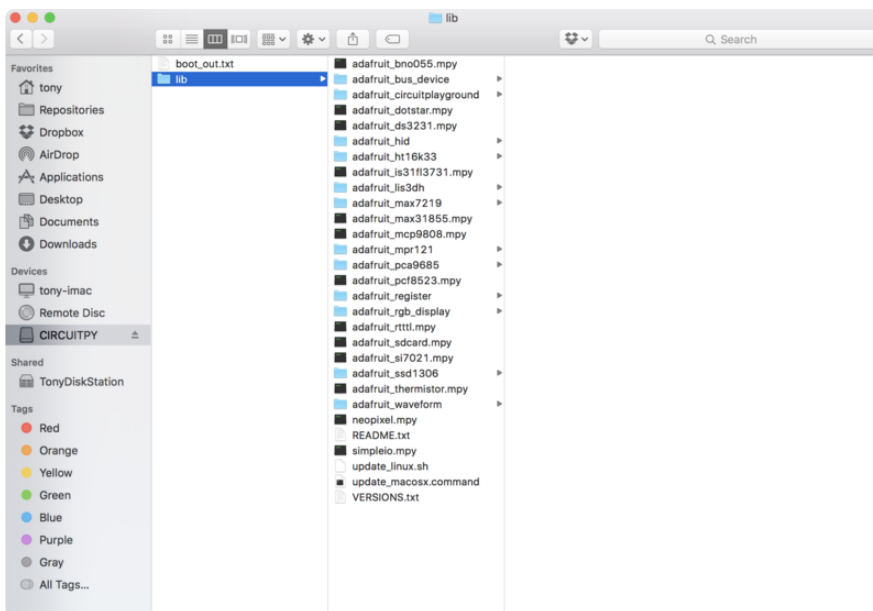 lib
Search
Favorites
tony
Repositories
Dropbox
AirDrop
Applications
Desktop
Documents
Downloads
Devices
tony-imac
Remote Disc
CIRCUITPY
Shared
TonyDiskStation
Tags
Red
Orange
Yellow
Green
Blue
Purple
Gray
All Tags...
boot_out.txt
lib
adafruit_bno055.mpy
adafruit_bus_device
adafruit_circuitplayground
adafruit_dotstar.mpy
adafruit_ds3231.mpy
adafruit_hid
adafruit_ht16k33
adafruit_is31fl3731.mpy
adafruit_lis3dh
adafruit_max7219
adafruit_max31855.mpy
adafruit_mcp9808.mpy
adafruit_mpr121
adafruit_pca9685
adafruit_pcf8523.mpy
adafruit_register
adafruit_rgb_display
adafruit_rtttl.mpy
adafruit_sdcard.mpy
adafruit_si7021.mpy
adafruit_ssd1306
adafruit_thermistor.mpy
adafruit_waveform
neopixel.mpy
README.txt
simpleio.mpy
update_linux.sh
update_macosx.command
VERSIONS.txt